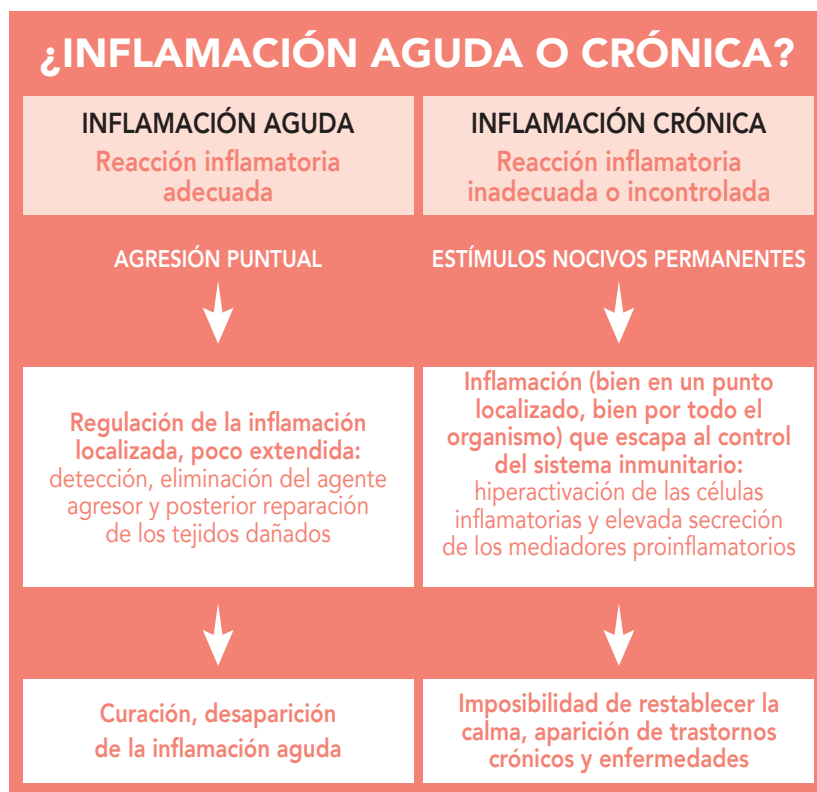 ¿INFLAMACIÓN AGUDA O CRÓNICA?
INFLAMACIÓN AGUDA
Reacción inflamatoria
adecuada
AGRESIÓN PUNTUAL
Regulación de la inflamación
localizada, poco extendida:
detección, eliminación del agente
agresor y posterior reparación
de los tejidos dañados
Curación, desaparición
de la inflamación aguda
INFLAMACIÓN CRÓNICA
Reacción inflamatoria
inadecuada o incontrolada
ESTÍMULOS NOCIVOS PERMANENTES
Inflamación (bien en un punto
localizado, bien por todo el
organismo) que escapa al control
del sistema inmunitario:
hiperactivación de las células
inflamatorias y elevada secreción
de los mediadores proinflamatorios
Imposibilidad de restablecer la
calma, aparición de trastornos
crónicos y enfermedades